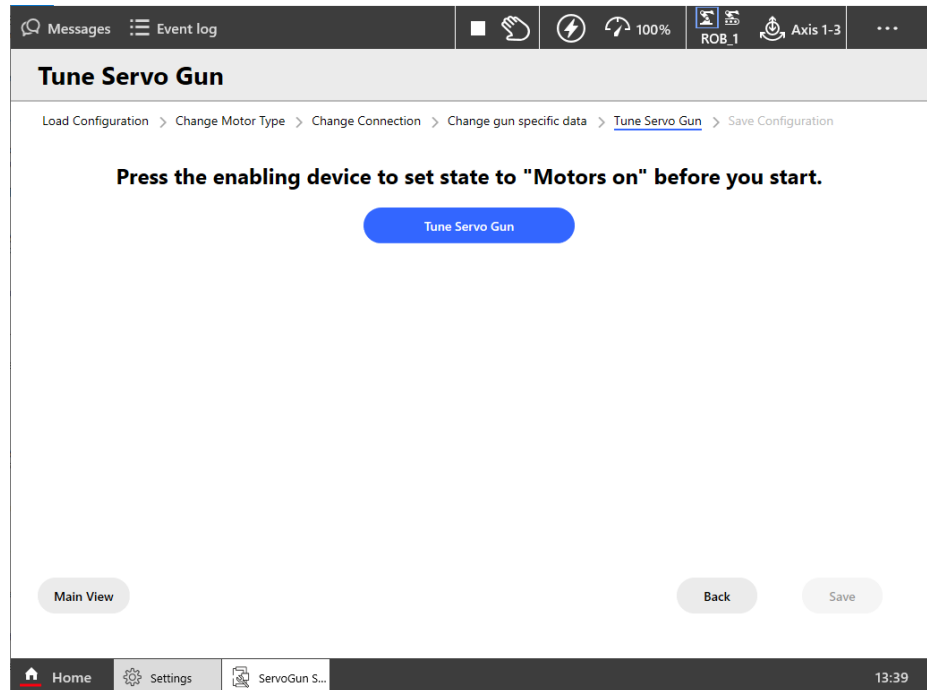 Messages Event log 100% ROB_1 Axis 1-3 ...
Tune Servo Gun
Load Configuration > Change Motor Type > Change Connection > Change gun specific data > Tune Servo Gun > Save Configuration
Press the enabling device to set state to "Motors on" before you start.
Tune Servo Gun
Main View Back Save
Home Settings ServoGun S... 13:39